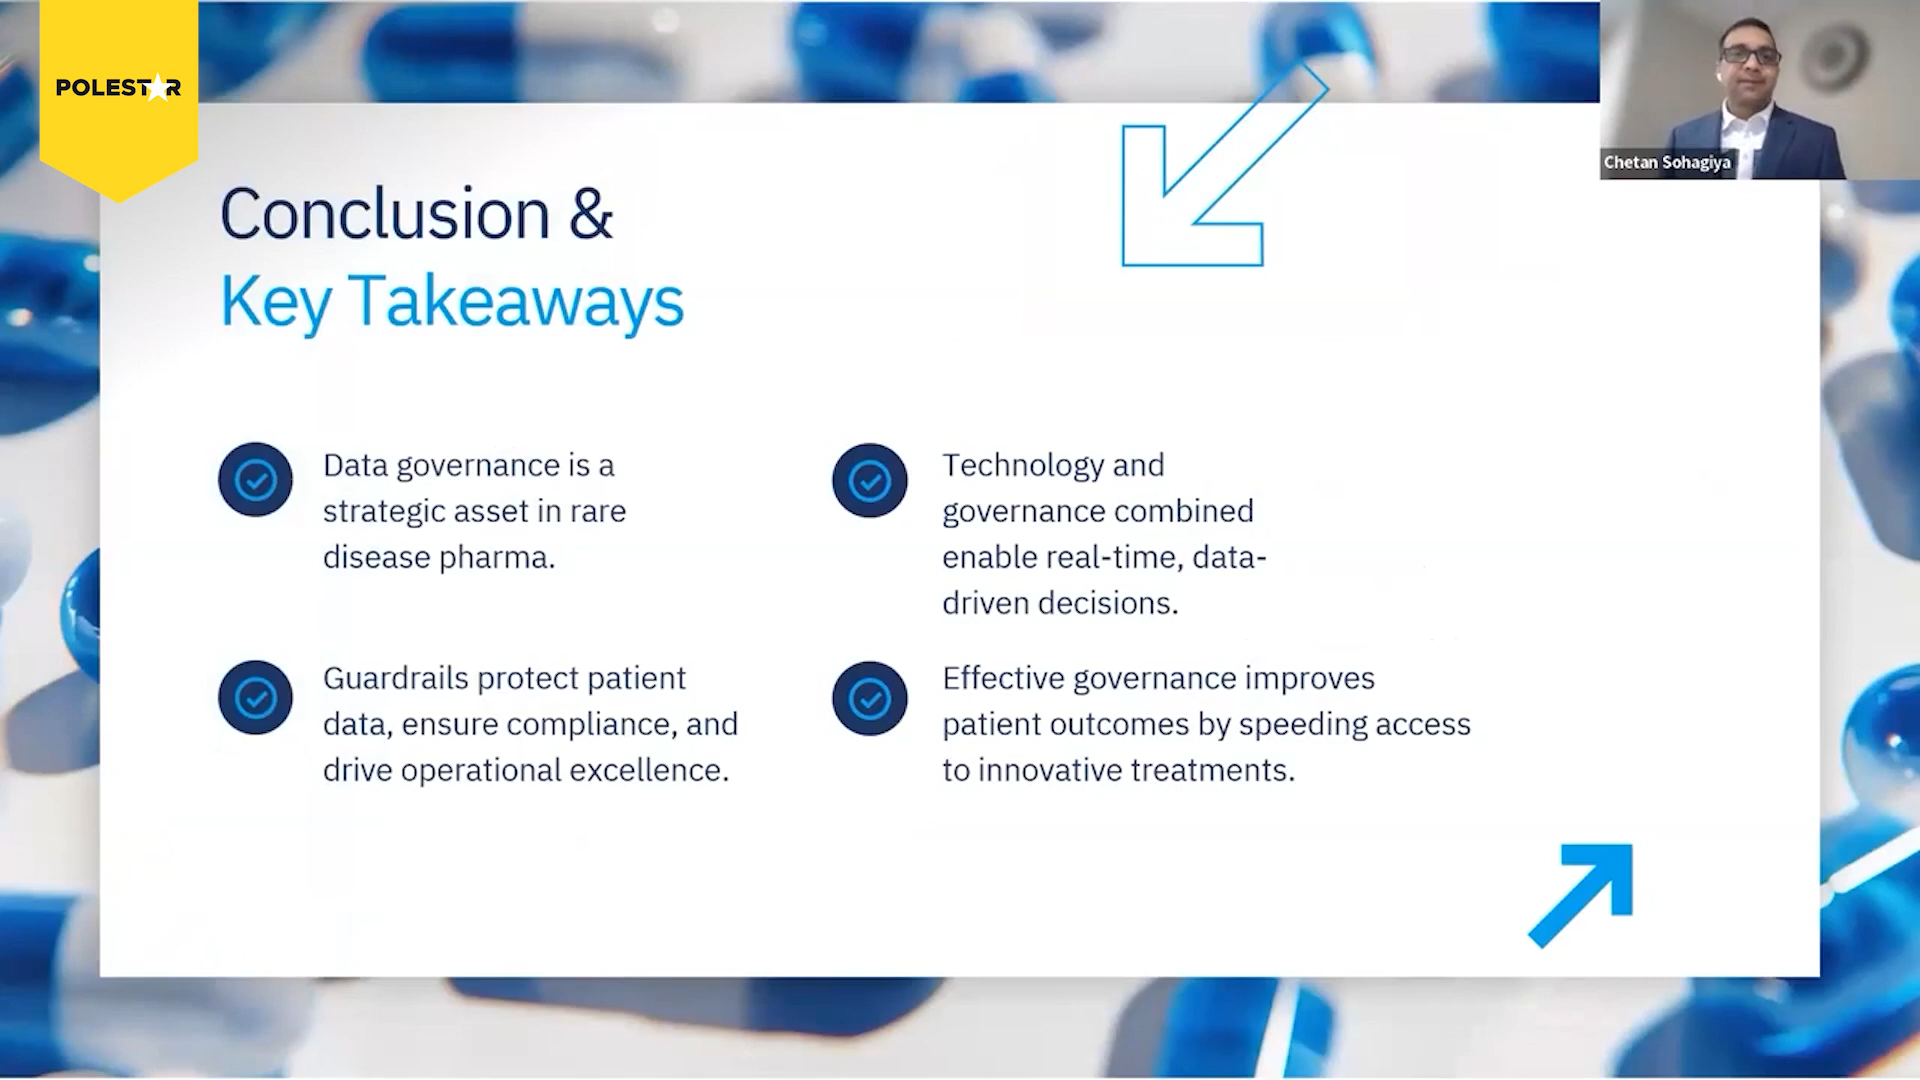 POLESTAR
Chetan Sohagiya
Conclusion &
Key Takeaways
Data governance is a
strategic asset in rare
disease pharma.
Technology and
governance combined
enable real-time, data-
driven decisions.
Guardrails protect patient
data, ensure compliance, and
drive operational excellence.
Effective governance improves
patient outcomes by speeding access
to innovative treatments.